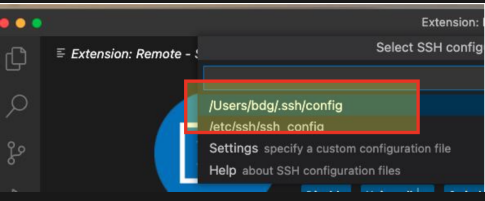 Extension:
Extension: Remote -
Select SSH config
/Users/bdg/.ssh/config
/etc/ssh/ssh_config
Settings specify a custom configuration file
Help about SSH configuration files